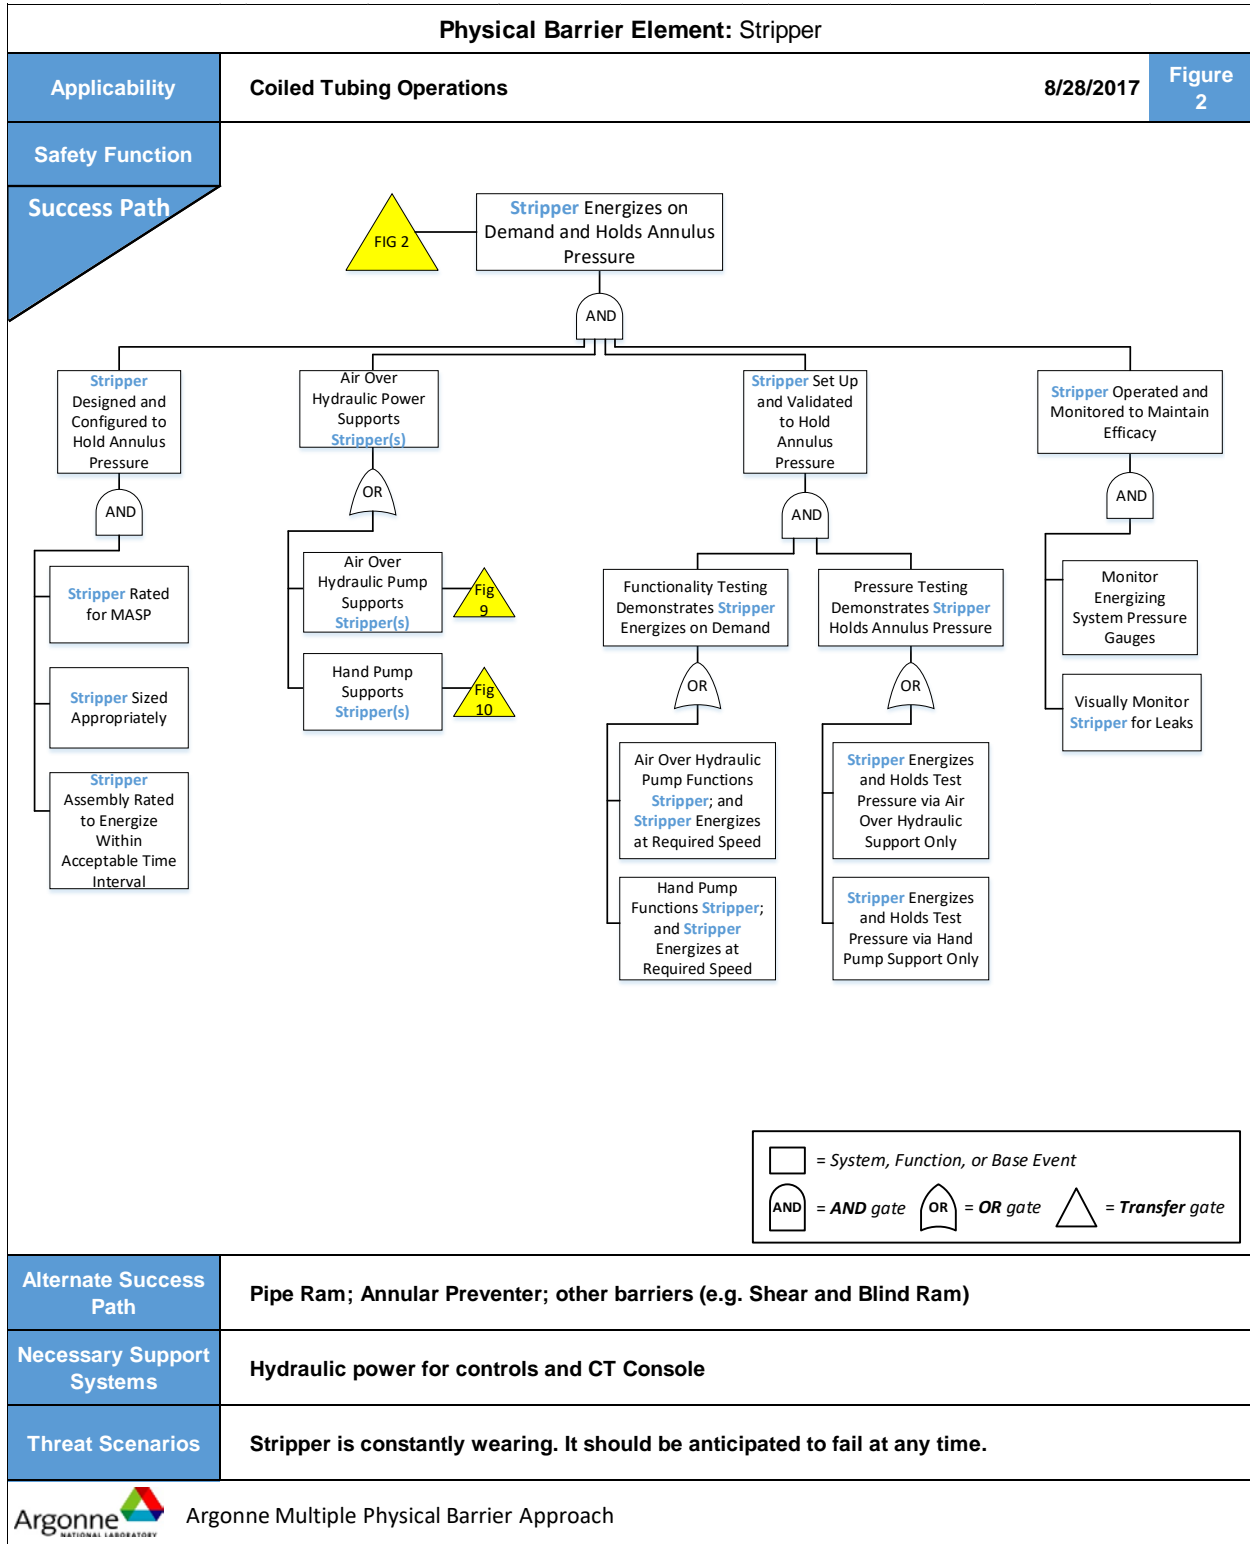 Physical Barrier Element: Stripper
Applicability
Coiled Tubing Operations
8/28/2017
Figure
2
Safety Function
Success Path
FIG 2
Stripper Energizes on
Demand and Holds Annulus
Pressure
AND
Stripper
Designed and
Configured to
Hold Annulus
Pressure
AND
Stripper Rated
for MASP
Stripper Sized
Appropriately
Stripper
Assembly Rated
to Energize
Within
Acceptable Time
Interval
Air Over
Hydraulic Power
Supports
Stripper(s)
OR
Air Over
Hydraulic Pump
Supports
Stripper(s)
Fig
9
Hand Pump
Supports
Stripper(s)
Fig
10
Stripper Set Up
and Validated
to Hold
Annulus
Pressure
AND
Functionality Testing
Demonstrates Stripper
Energizes on Demand
OR
Air Over Hydraulic
Pump Functions
Stripper; and
Stripper Energizes
at Required Speed
Hand Pump
Functions Stripper;
and Stripper
Energizes at
Required Speed
Pressure Testing
Demonstrates Stripper
Holds Annulus Pressure
OR
Stripper Energizes
and Holds Test
Pressure via Air
Over Hydraulic
Support Only
Stripper Energizes
and Holds Test
Pressure via Hand
Pump Support Only
Stripper Operated and
Monitored to Maintain
Efficacy
AND
Monitor
Energizing
System Pressure
Gauges
Visually Monitor
Stripper for Leaks
= System, Function, or Base Event
AND = AND gate OR = OR gate = Transfer gate
Alternate Success
Path
Pipe Ram; Annular Preventer; other barriers (e.g. Shear and Blind Ram)
Necessary Support
Systems
Hydraulic power for controls and CT Console
Threat Scenarios
Stripper is constantly wearing. It should be anticipated to fail at any time.
Argonne
NATIONAL LABORATORY
Argonne Multiple Physical Barrier Approach